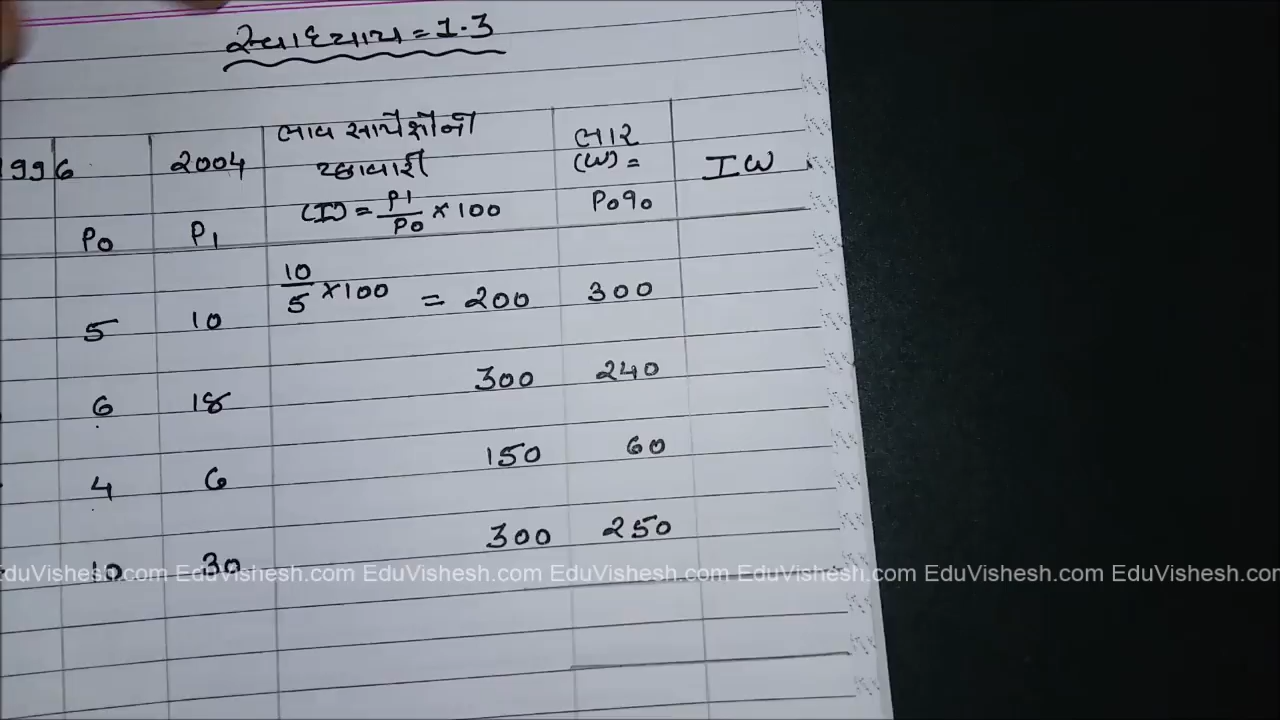 સ્વાધ્યાય = 1.3
1996 2004 ભાવ સાપેક્ષોની ભાર
ટકાવારી (W) = IW
P0 P1 (I) = P1/P0 × 100 P0q0
5 10 10/5 × 100 = 200 300
6 18 300 240
4 6 150 60
10 30 300 250
EduVishesh.com EduVishesh.com EduVishesh.com EduVishesh.com EduVishesh.com EduVishesh.com EduVishesh.com